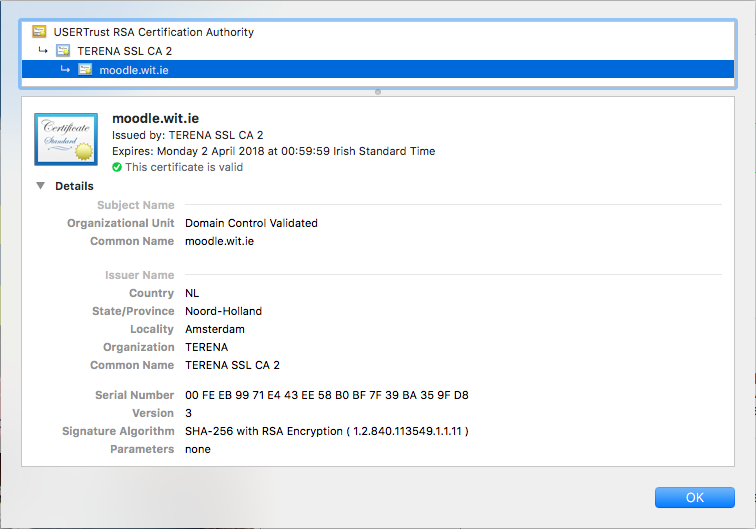 USERTrust RSA Certification Authority
TERENA SSL CA 2
moodle.wit.ie
Certificate
Standard
moodle.wit.ie
Issued by: TERENA SSL CA 2
Expires: Monday 2 April 2018 at 00:59:59 Irish Standard Time
This certificate is valid
Details
Subject Name
Organizational Unit Domain Control Validated
Common Name moodle.wit.ie
Issuer Name
Country NL
State/Province Noord-Holland
Locality Amsterdam
Organization TERENA
Common Name TERENA SSL CA 2
Serial Number 00 FE EB 99 71 E4 43 EE 58 B0 BF 7F 39 BA 35 9F D8
Version 3
Signature Algorithm SHA-256 with RSA Encryption ( 1.2.840.113549.1.1.11 )
Parameters none
OK